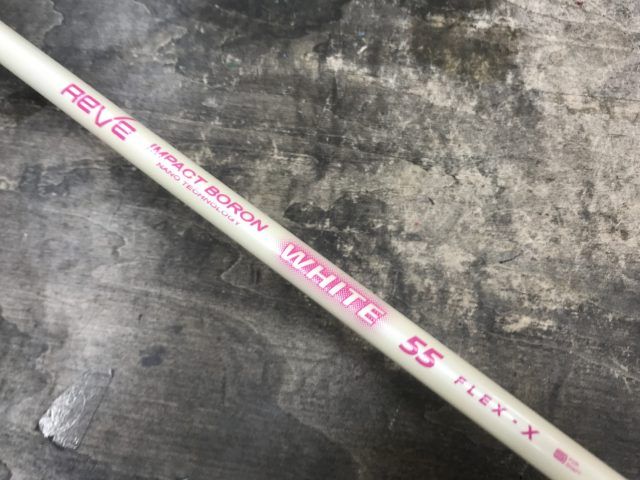 REVE
IMPACT BORON
NANO TECHNOLOGY
WHITE
55
FLEX · X